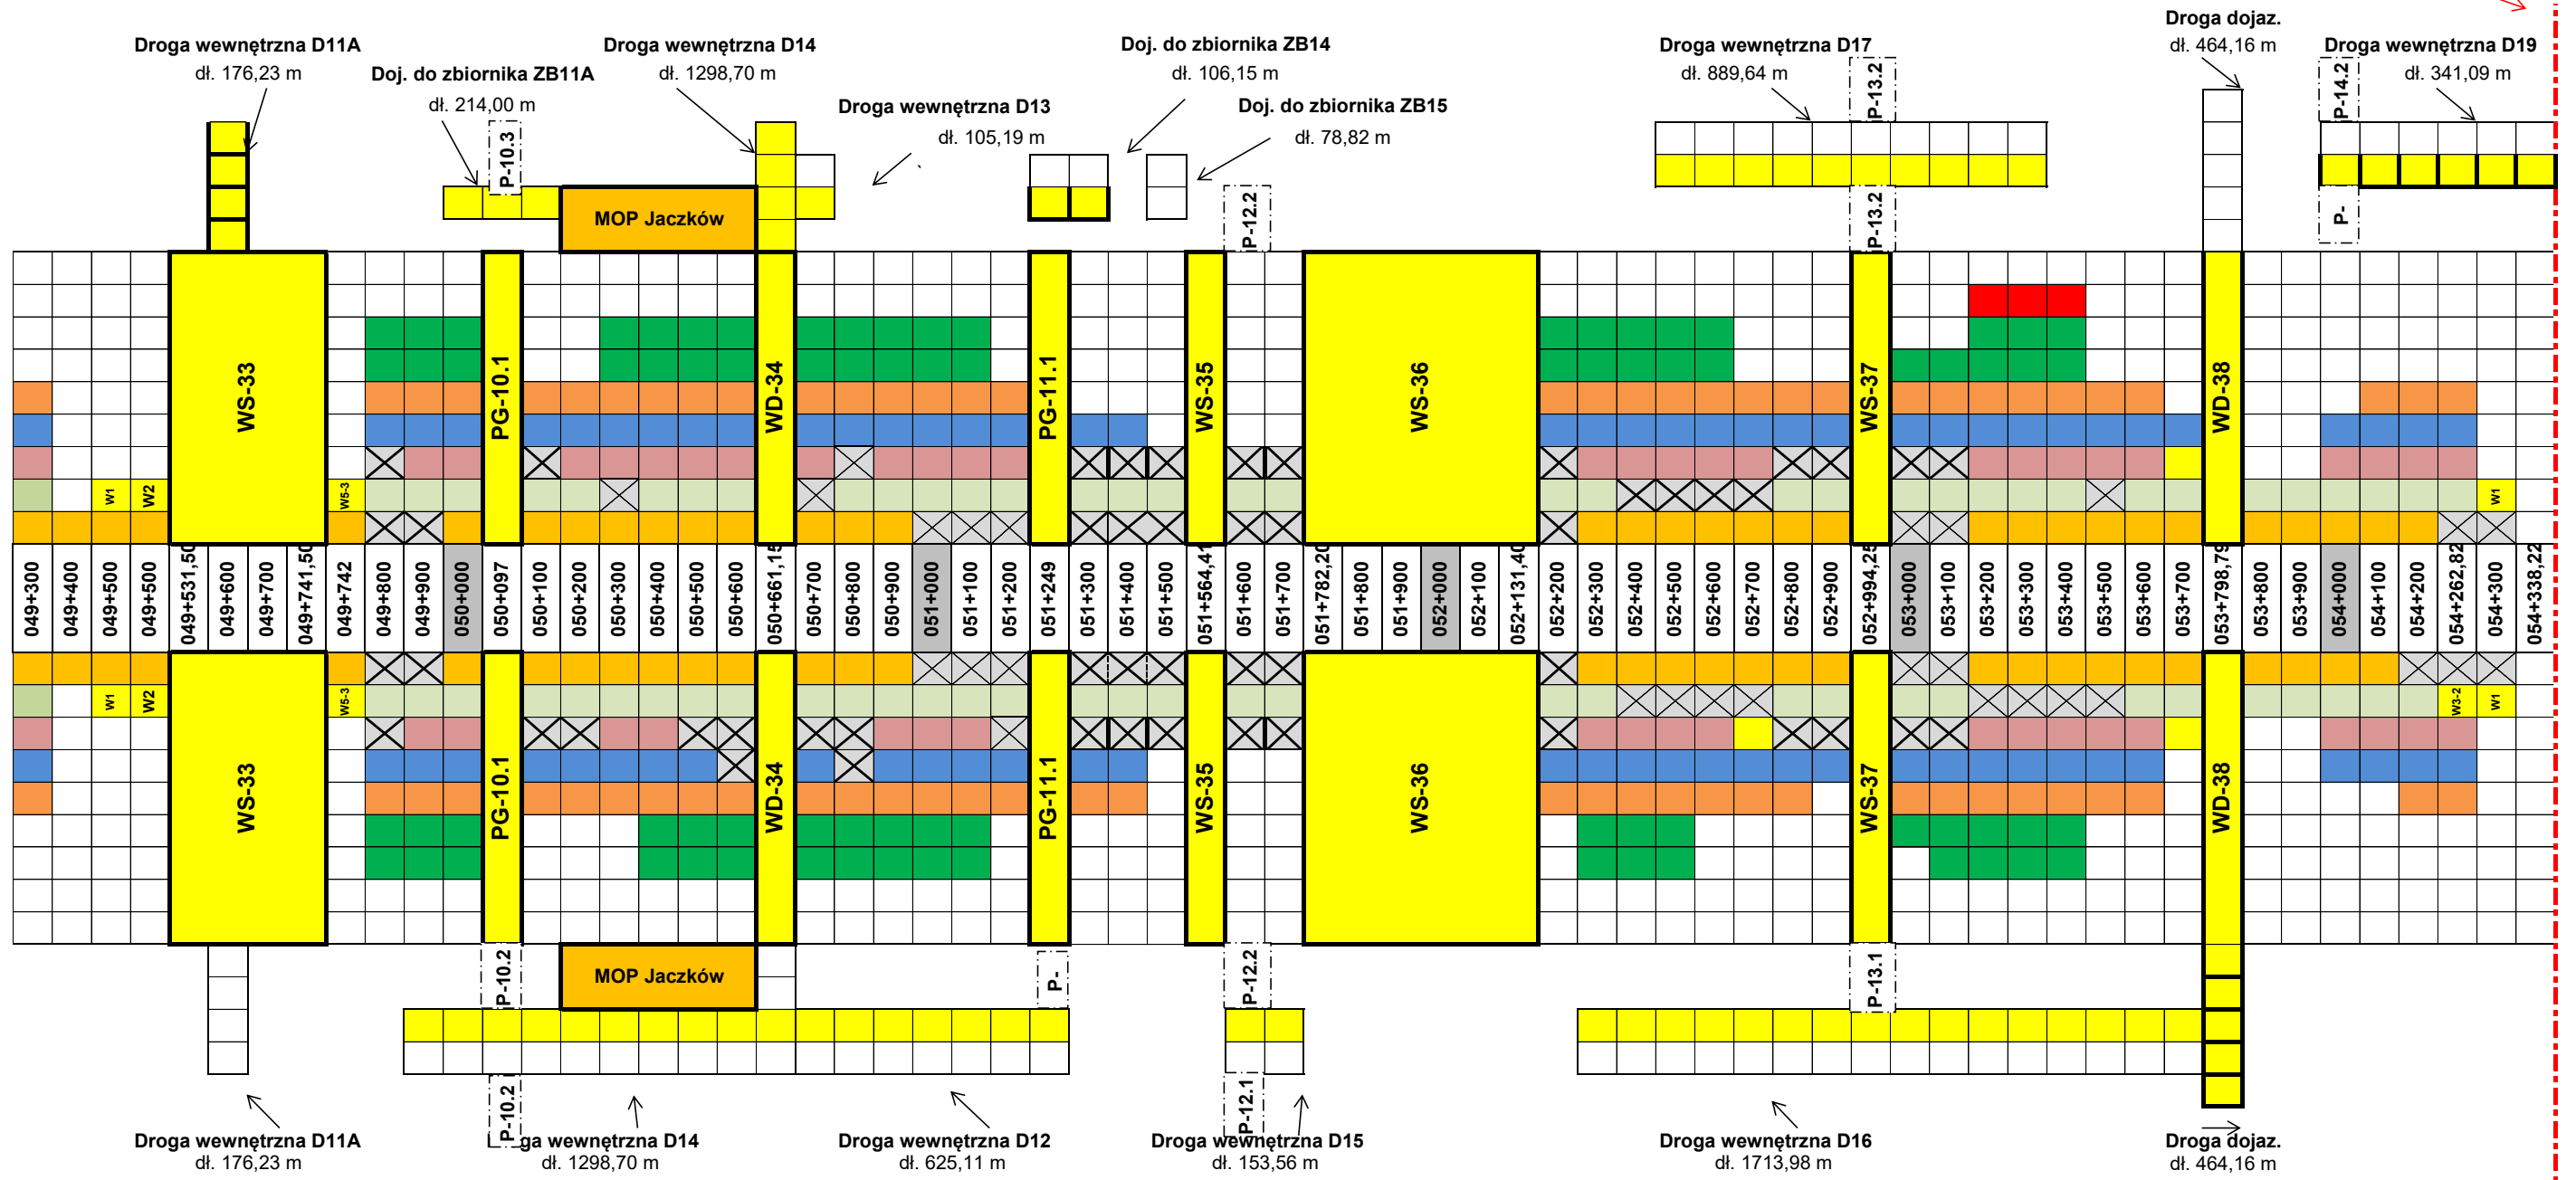 Droga wewnętrzna D11A
dł. 176,23 m
Doj. do zbiornika ZB11A
dł. 214,00 m
Droga wewnętrzna D14
dł. 1298,70 m
Droga wewnętrzna D13
dł. 105,19 m
Doj. do zbiornika ZB14
dł. 106,15 m
Doj. do zbiornika ZB15
dł. 78,82 m
Droga wewnętrzna D17
dł. 889,64 m
Droga dojaz.
dł. 464,16 m
Droga wewnętrzna D19
dł. 341,09 m
P-10.3
P-12.2
P-13.2
P-13.2
P-14.2
P-
MOP Jaczków
WS-33
PG-10.1
WD-34
PG-11.1
WS-35
WS-36
WS-37
WD-38
W1
W2
W5-3
W1
049+300
049+400
049+500
049+500
049+531,50
049+600
049+700
049+741,50
049+742
049+800
049+900
050+000
050+097
050+100
050+200
050+300
050+400
050+500
050+600
050+661,15
050+700
050+800
050+900
051+000
051+100
051+200
051+249
051+300
051+400
051+500
051+564,41
051+600
051+700
051+782,20
051+800
051+900
052+000
052+100
052+131,40
052+200
052+300
052+400
052+500
052+600
052+700
052+800
052+900
052+994,25
053+000
053+100
053+200
053+300
053+400
053+500
053+600
053+700
053+798,79
053+800
053+900
054+000
054+100
054+200
054+262,82
054+300
054+338,22
W1
W2
W5-3
W3-2
W1
WS-33
PG-10.1
WD-34
PG-11.1
WS-35
WS-36
WS-37
WD-38
MOP Jaczków
P-10.2
P-
P-12.2
P-13.1
P-10.2
P-12.1
Droga wewnętrzna D11A
dł. 176,23 m
ga wewnętrzna D14
dł. 1298,70 m
Droga wewnętrzna D12
dł. 625,11 m
Droga wewnętrzna D15
dł. 153,56 m
Droga wewnętrzna D16
dł. 1713,98 m
Droga dojaz.
dł. 464,16 m